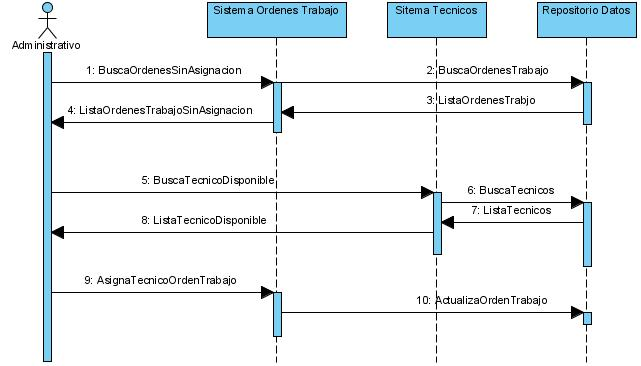 Sistema Ordenes Trabajo
Sitema Tecnicos
Repositorio Datos
Administrativo
1: BuscaOrdenesSinAsignacion
2: BuscaOrdenesTrabajo
3: ListaOrdenesTrabjo
4: ListaOrdenesTrabajoSinAsignacion
5: BuscaTecnicoDisponible
6: BuscaTecnicos
7: ListaTecnicos
8: ListaTecnicoDisponible
9: AsignaTecnicoOrdenTrabajo
10: ActualizaOrdenTrabajo